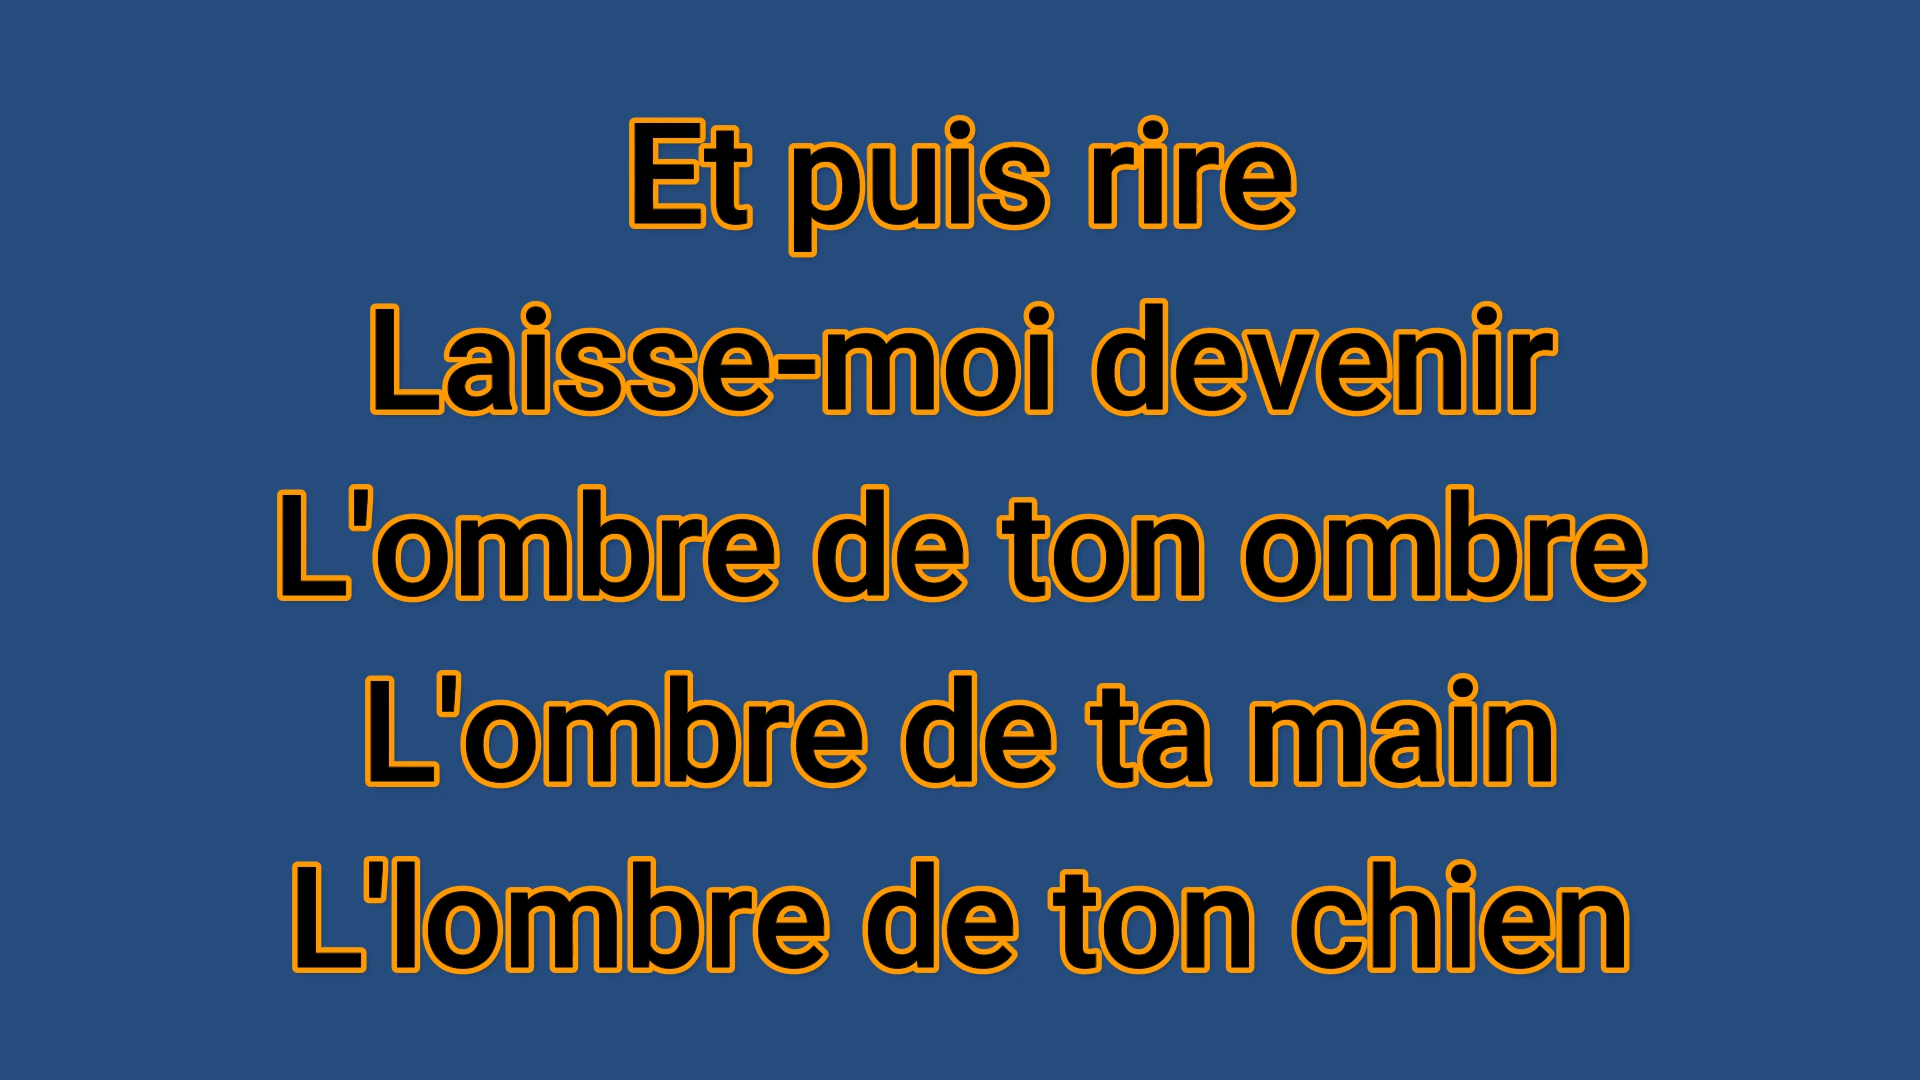 Et puis rire
Laisse-moi devenir
L'ombre de ton ombre
L'ombre de ta main
L'lombre de ton chien